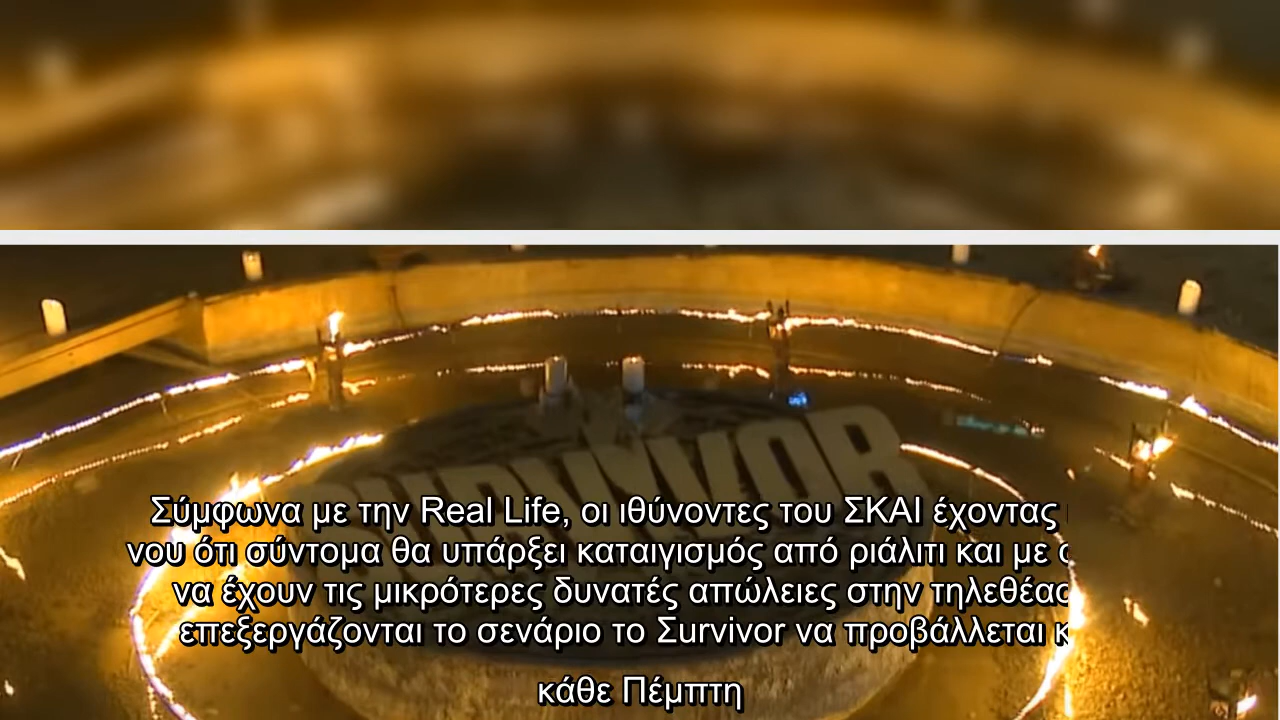 SURVIVOR
Σύμφωνα με την Real Life, οι ιθύνοντες του ΣΚΑΙ έχοντας
νου ότι σύντομα θα υπάρξει καταιγισμός από ριάλιτι και με
να έχουν τις μικρότερες δυνατές απώλειες στην
επεξεργάζονται το σενάριο το Σurvivor να προβάλλεται
κάθε Πέμπτη